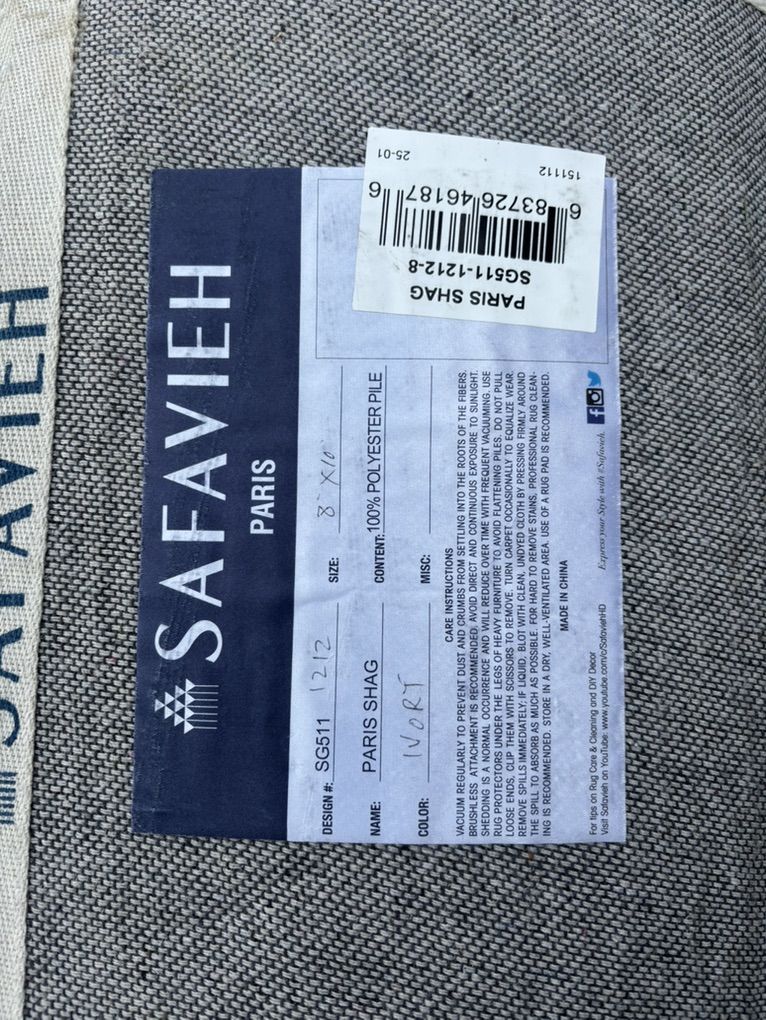 SAFAVIEH
SAFAVIEH
PARIS
DESIGN #: SG511 1212 SIZE: 8' X10'
NAME: PARIS SHAG CONTENT: 100% POLYESTER PILE
COLOR: IVORY MISC:
CARE INSTRUCTIONS
VACUUM REGULARLY TO PREVENT DUST AND CRUMBS FROM SETTLING INTO THE ROOTS OF THE FIBERS.
BRUSHLESS ATTACHMENT IS RECOMMENDED. AVOID DIRECT AND CONTINUOUS EXPOSURE TO SUNLIGHT.
SHEDDING IS A NORMAL OCCURRENCE AND WILL REDUCE OVER TIME WITH FREQUENT VACUUMING. USE
RUG PROTECTORS UNDER THE LEGS OF HEAVY FURNITURE TO AVOID FLATTENING PILES. DO NOT PULL
LOOSE ENDS, CLIP THEM WITH SCISSORS TO REMOVE. TURN CARPET OCCASIONALLY TO EQUALIZE WEAR.
REMOVE SPILLS IMMEDIATELY: IF LIQUID, BLOT WITH CLEAN, UNDYED CLOTH BY PRESSING FIRMLY AROUND
THE SPILL TO ABSORB AS MUCH AS POSSIBLE. FOR HARD TO REMOVE STAINS, PROFESSIONAL RUG CLEAN-
ING IS RECOMMENDED. STORE IN A DRY, WELL-VENTILATED AREA. USE OF A RUG PAD IS RECOMMENDED.
MADE IN CHINA
For tips on Rug Care & Cleaning and DIY Decor
Visit Safavieh on YouTube: www.youtube.com/c/SafaviehHD Express your Style with #Safavieh.
PARIS SHAG
SG511-1212-8
6 83726 46187 9
151112 25-01